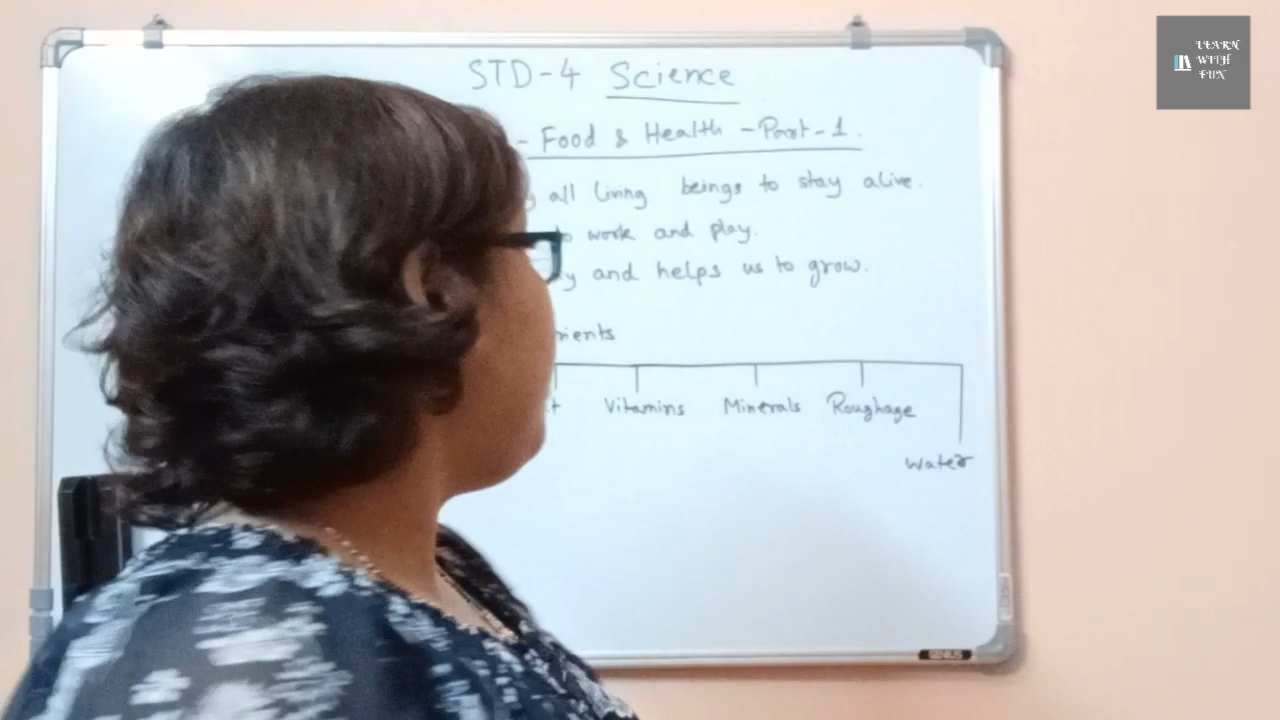 STD-4 Science
- Food & Health - Part-1.
all living beings to stay alive.
work and play.
and helps us to grow.
Vitamins Minerals Roughage
Water
LEARN
WITH
FUN
GENIUS